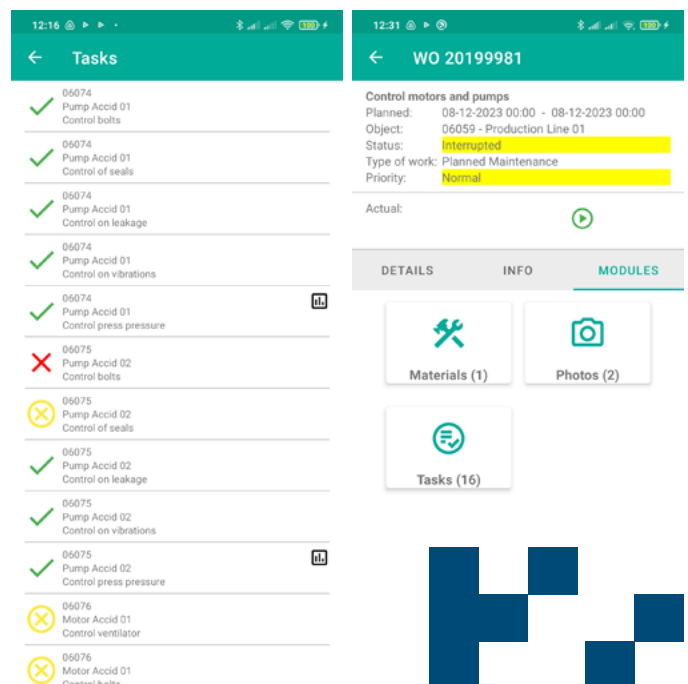 12:16
100
Tasks
06074
Pump Accid 01
Control bolts
06074
Pump Accid 01
Control of seals
06074
Pump Accid 01
Control on leakage
06074
Pump Accid 01
Control on vibrations
06074
Pump Accid 01
Control press pressure
06075
Pump Accid 02
Control bolts
06075
Pump Accid 02
Control of seals
06075
Pump Accid 02
Control on leakage
06075
Pump Accid 02
Control on vibrations
06075
Pump Accid 02
Control press pressure
06076
Motor Accid 01
Control ventilator
06076
Motor Accid 01
Control bolts
12:31
100
WO 20199981
Control motors and pumps
Planned: 08-12-2023 00:00 - 08-12-2023 00:00
Object: 06059 - Production Line 01
Status: Interrupted
Type of work: Planned Maintenance
Priority: Normal
Actual:
DETAILS INFO MODULES
Materials (1) Photos (2)
Tasks (16)